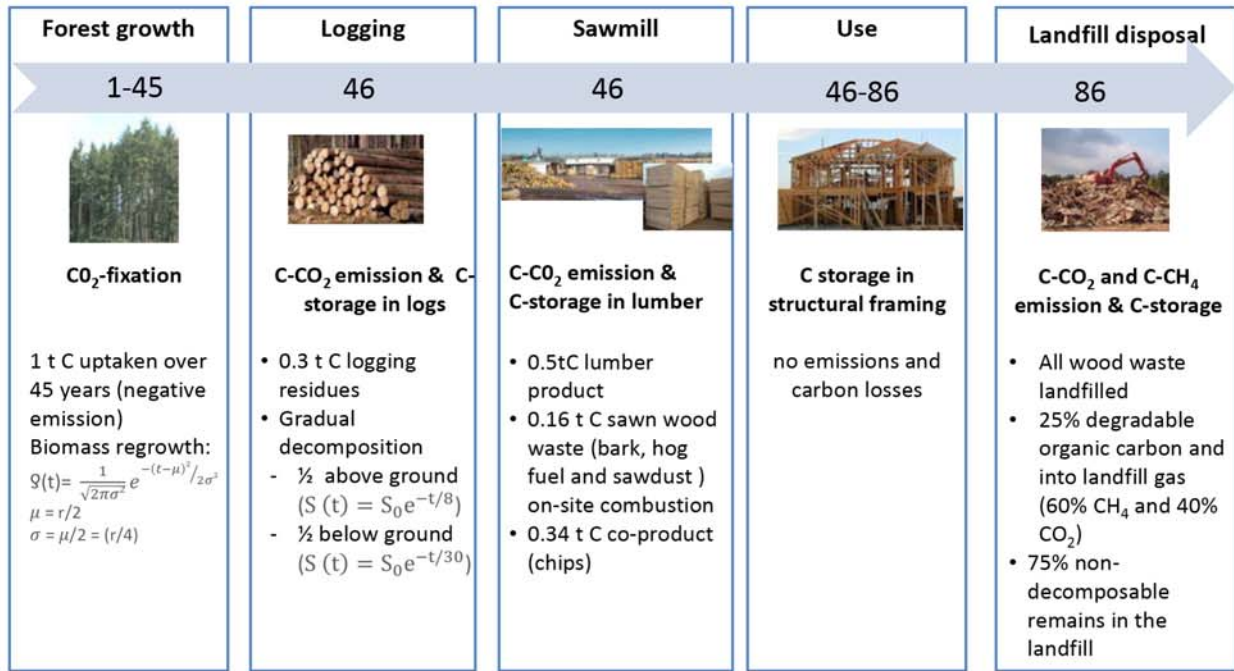 Forest growth
1-45
C0₂-fixation
1 t C uptaken over
45 years (negative
emission)
Biomass regrowth:
g(t)= 1/√(2πσ²) e^(−(t−μ)²/2σ²)
μ = r/2
σ = μ/2 = (r/4)
Logging
46
C-CO₂ emission & C-
storage in logs
• 0.3 t C logging
residues
• Gradual
decomposition
- ½ above ground
(S (t) = S₀e^(−t/8))
- ½ below ground
(S (t) = S₀e^(−t/30))
Sawmill
46
C-C0₂ emission &
C-storage in lumber
• 0.5tC lumber
product
• 0.16 t C sawn wood
waste (bark, hog
fuel and sawdust )
on-site combustion
• 0.34 t C co-product
(chips)
Use
46-86
C storage in
structural framing
no emissions and
carbon losses
Landfill disposal
86
C-CO₂ and C-CH₄
emission & C-storage
• All wood waste
landfilled
• 25% degradable
organic carbon and
into landfill gas
(60% CH₄ and 40%
CO₂)
• 75% non-
decomposable
remains in the
landfill